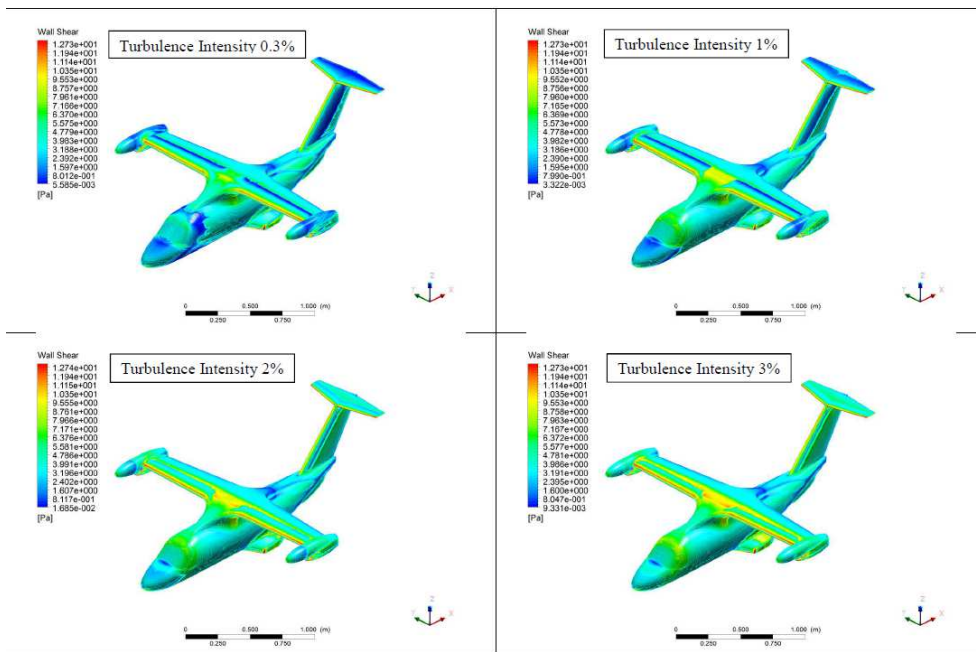 Wall Shear
1.273e+001
1.194e+001
1.114e+001
1.035e+001
9.553e+000
8.757e+000
7.961e+000
7.166e+000
6.370e+000
5.575e+000
4.779e+000
3.983e+000
3.188e+000
2.392e+000
1.597e+000
8.012e-001
5.585e-003
[Pa]
Turbulence Intensity 0.3%
0 0.500 1.000 (m)
0.250 0.750
Z
Y X
Wall Shear
1.273e+001
1.194e+001
1.114e+001
1.035e+001
9.552e+000
8.756e+000
7.960e+000
7.165e+000
6.369e+000
5.573e+000
4.778e+000
3.982e+000
3.186e+000
2.390e+000
1.595e+000
7.990e-001
3.322e-003
[Pa]
Turbulence Intensity 1%
0 0.500 1.000 (m)
0.250 0.750
Z
Y X
Wall Shear
1.274e+001
1.194e+001
1.115e+001
1.035e+001
9.555e+000
8.761e+000
7.966e+000
7.171e+000
6.376e+000
5.581e+000
4.786e+000
3.991e+000
3.196e+000
2.402e+000
1.607e+000
8.117e-001
1.685e-002
[Pa]
Turbulence Intensity 2%
0 0.500 1.000 (m)
0.250 0.750
Z
Y X
Wall Shear
1.273e+001
1.194e+001
1.114e+001
1.035e+001
9.553e+000
8.758e+000
7.963e+000
7.167e+000
6.372e+000
5.577e+000
4.781e+000
3.986e+000
3.191e+000
2.395e+000
1.600e+000
8.047e-001
9.331e-003
[Pa]
Turbulence Intensity 3%
0 0.500 1.000 (m)
0.250 0.750
Z
Y X